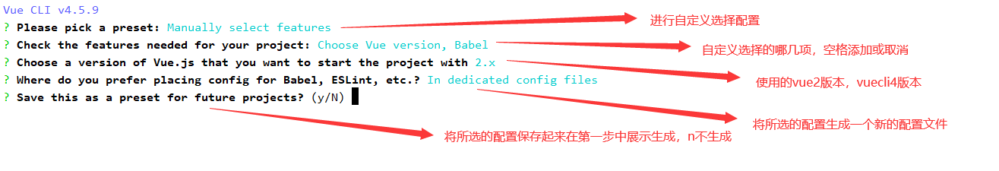 Vue CLI v4.5.9
? Please pick a preset: Manually select features
进行自定义选择配置
? Check the features needed for your project: Choose Vue version, Babel
自定义选择的哪几项，空格添加或取消
? Choose a version of Vue.js that you want to start the project with 2.x
使用的vue2版本，vuecli4版本
? Where do you prefer placing config for Babel, ESLint, etc.? In dedicated config files
将所选的配置生成一个新的配置文件
? Save this as a preset for future projects? (y/N)
将所选的配置保存起来在第一步中展示生成，n不生成